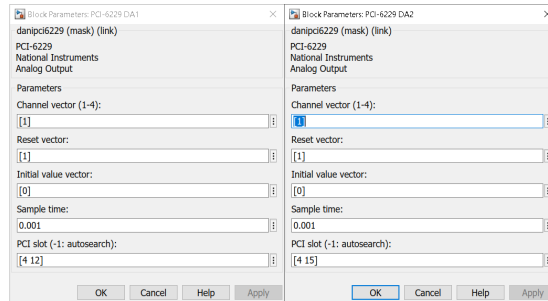 Block Parameters: PCI-6229 DA1
danipci6229 (mask) (link)
PCI-6229
National Instruments
Analog Output
Parameters
Channel vector (1-4):
[1]
Reset vector:
[1]
Initial value vector:
[0]
Sample time:
0.001
PCI slot (-1: autosearch):
[4 12]
OK Cancel Help Apply
Block Parameters: PCI-6229 DA2
danipci6229 (mask) (link)
PCI-6229
National Instruments
Analog Output
Parameters
Channel vector (1-4):
[1]
Reset vector:
[1]
Initial value vector:
[0]
Sample time:
0.001
PCI slot (-1: autosearch):
[4 15]
OK Cancel Help Apply